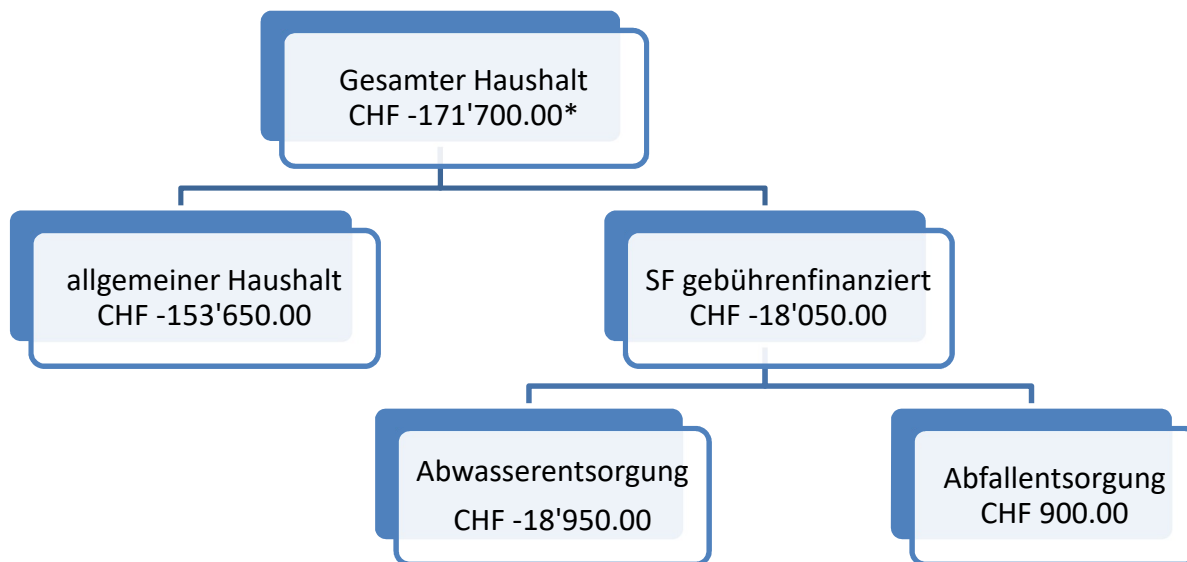 Gesamter Haushalt
CHF -171'700.00*
allgemeiner Haushalt
CHF -153'650.00
SF gebührenfinanziert
CHF -18'050.00
Abwasserentsorgung
CHF -18'950.00
Abfallentsorgung
CHF 900.00